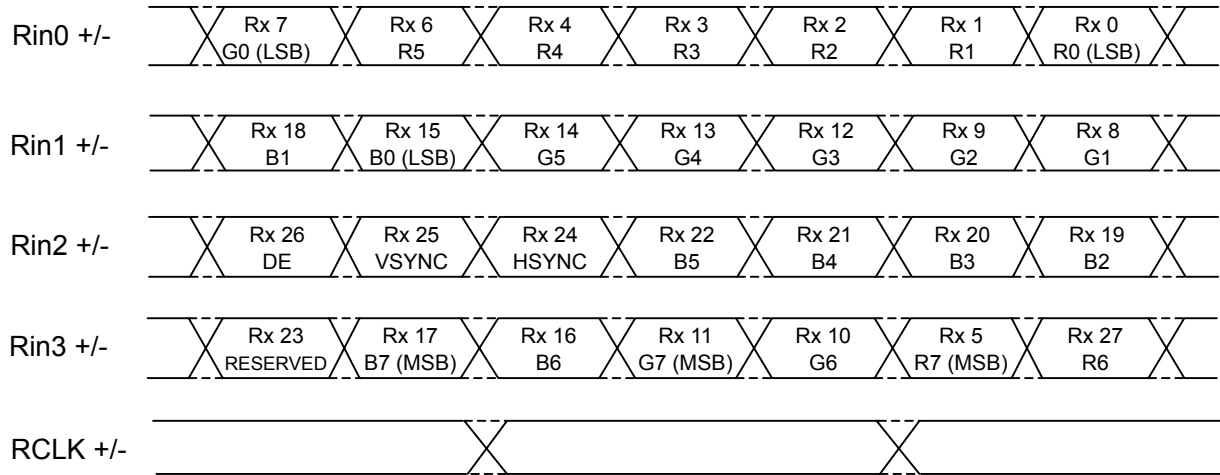 Rin0 +/-
Rx 7 Rx 6 Rx 4 Rx 3 Rx 2 Rx 1 Rx 0
G0 (LSB) R5 R4 R3 R2 R1 R0 (LSB)
Rin1 +/-
Rx 18 Rx 15 Rx 14 Rx 13 Rx 12 Rx 9 Rx 8
B1 B0 (LSB) G5 G4 G3 G2 G1
Rin2 +/-
Rx 26 Rx 25 Rx 24 Rx 22 Rx 21 Rx 20 Rx 19
DE VSYNC HSYNC B5 B4 B3 B2
Rin3 +/-
Rx 23 Rx 17 Rx 16 Rx 11 Rx 10 Rx 5 Rx 27
RESERVED B7 (MSB) B6 G7 (MSB) G6 R7 (MSB) R6
RCLK +/-